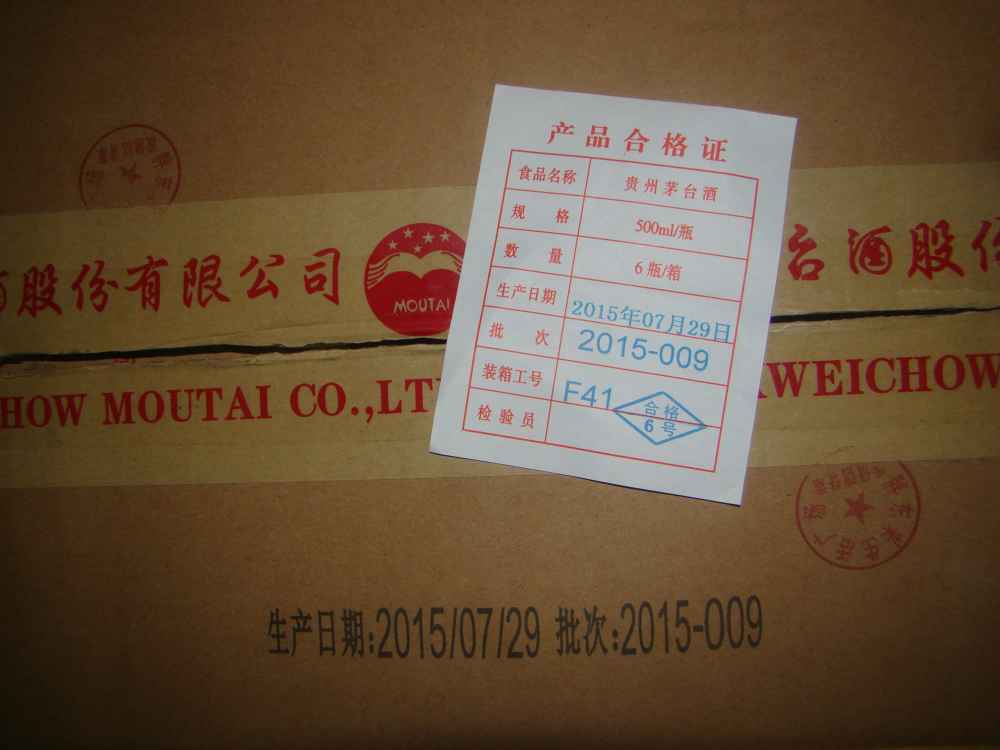 产品合格证
食品名称 贵州茅台酒
规 格 500ml/瓶
数 量 6瓶/箱
生产日期 2015年07月29日
批 次 2015-009
装箱工号 F41
检验员 合格 6号
股份有限公司 MOUTAI 台酒股份
HOW MOUTAI CO.,LT WEICHOW
生产日期:2015/07/29 批次:2015-009